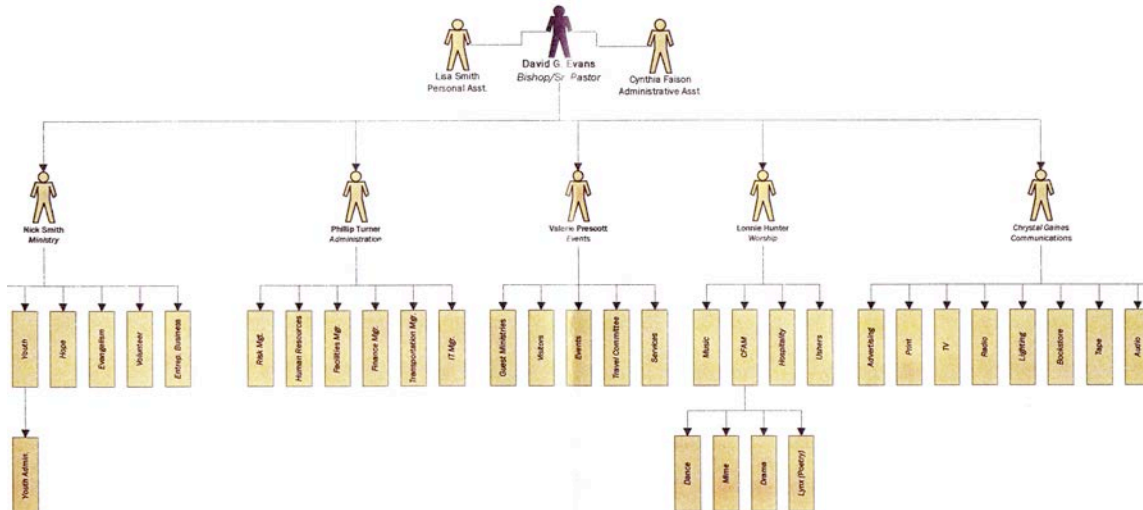 David G. Evans
Bishop/Sr. Pastor
Lisa Smith
Personal Asst.
Cynthia Faison
Administrative Asst.
Nick Smith
Ministry
Phillip Turner
Administration
Valerie Prescott
Events
Lonnie Hunter
Worship
Chrystal Gaines
Communications
Youth
Hope
Evangelism
Volunteer
Entrep. Business
Risk Mgt.
Human Resources
Facilities Mgr.
Finance Mgr.
Transportation Mgr.
IT Mgr.
Guest Ministries
Visitors
Events
Travel Committee
Services
Music
CFAM
Hospitality
Ushers
Advertising
Print
TV
Radio
Lighting
Bookstore
Tape
Audio
Youth Admin.
Dance
Mime
Drama
Lynx (Poetry)